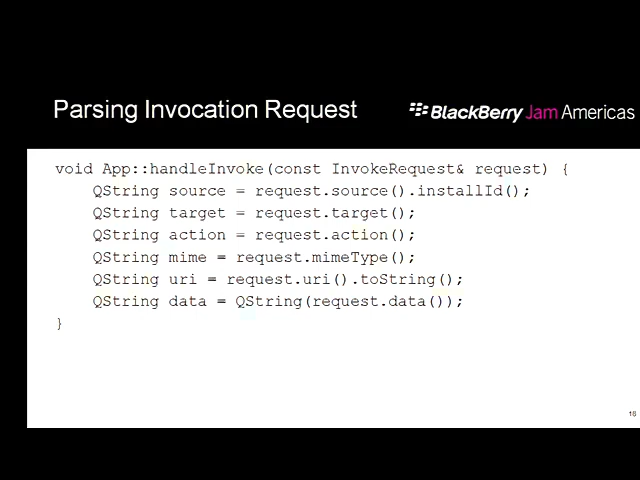 Parsing Invocation Request
BlackBerry Jam Americas
void App::handleInvoke(const InvokeRequest& request) {
    QString source = request.source().installId();
    QString target = request.target();
    QString action = request.action();
    QString mime = request.mimeType();
    QString uri = request.uri().toString();
    QString data = QString(request.data());
}
16